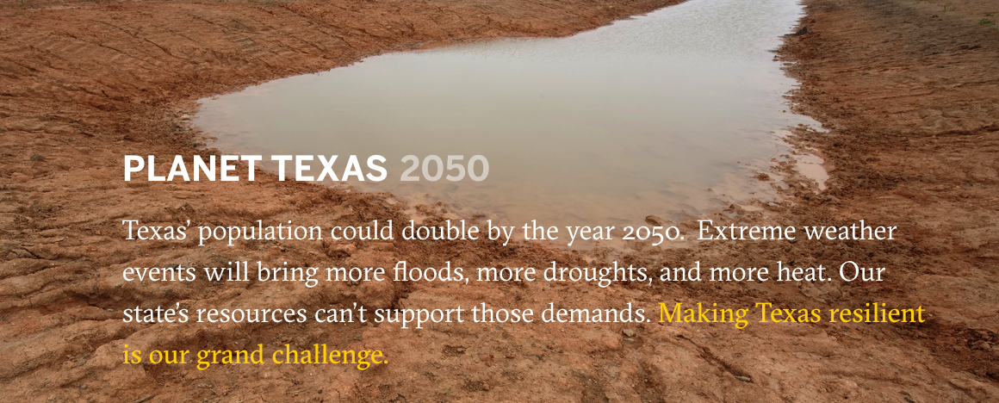 PLANET TEXAS 2050
Texas’ population could double by the year 2050.  Extreme weather
events will bring more floods, more droughts, and more heat. Our
state’s resources can’t support those demands. Making Texas resilient
is our grand challenge.